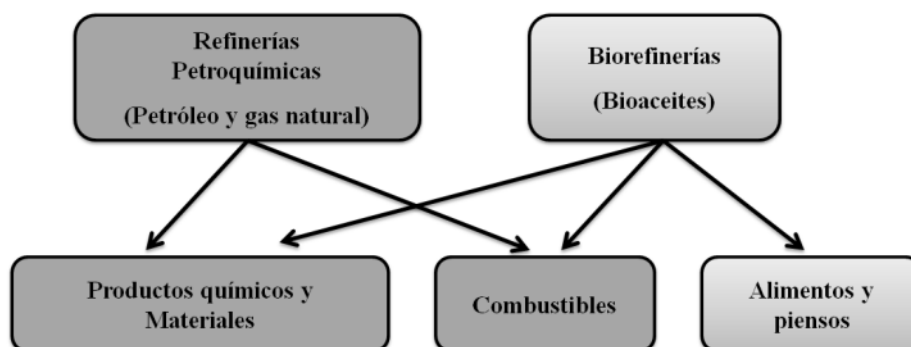 Refinerías
Petroquímicas
(Petróleo y gas natural)
Biorefinerías
(Bioaceites)
Productos químicos y
Materiales
Combustibles
Alimentos y
piensos